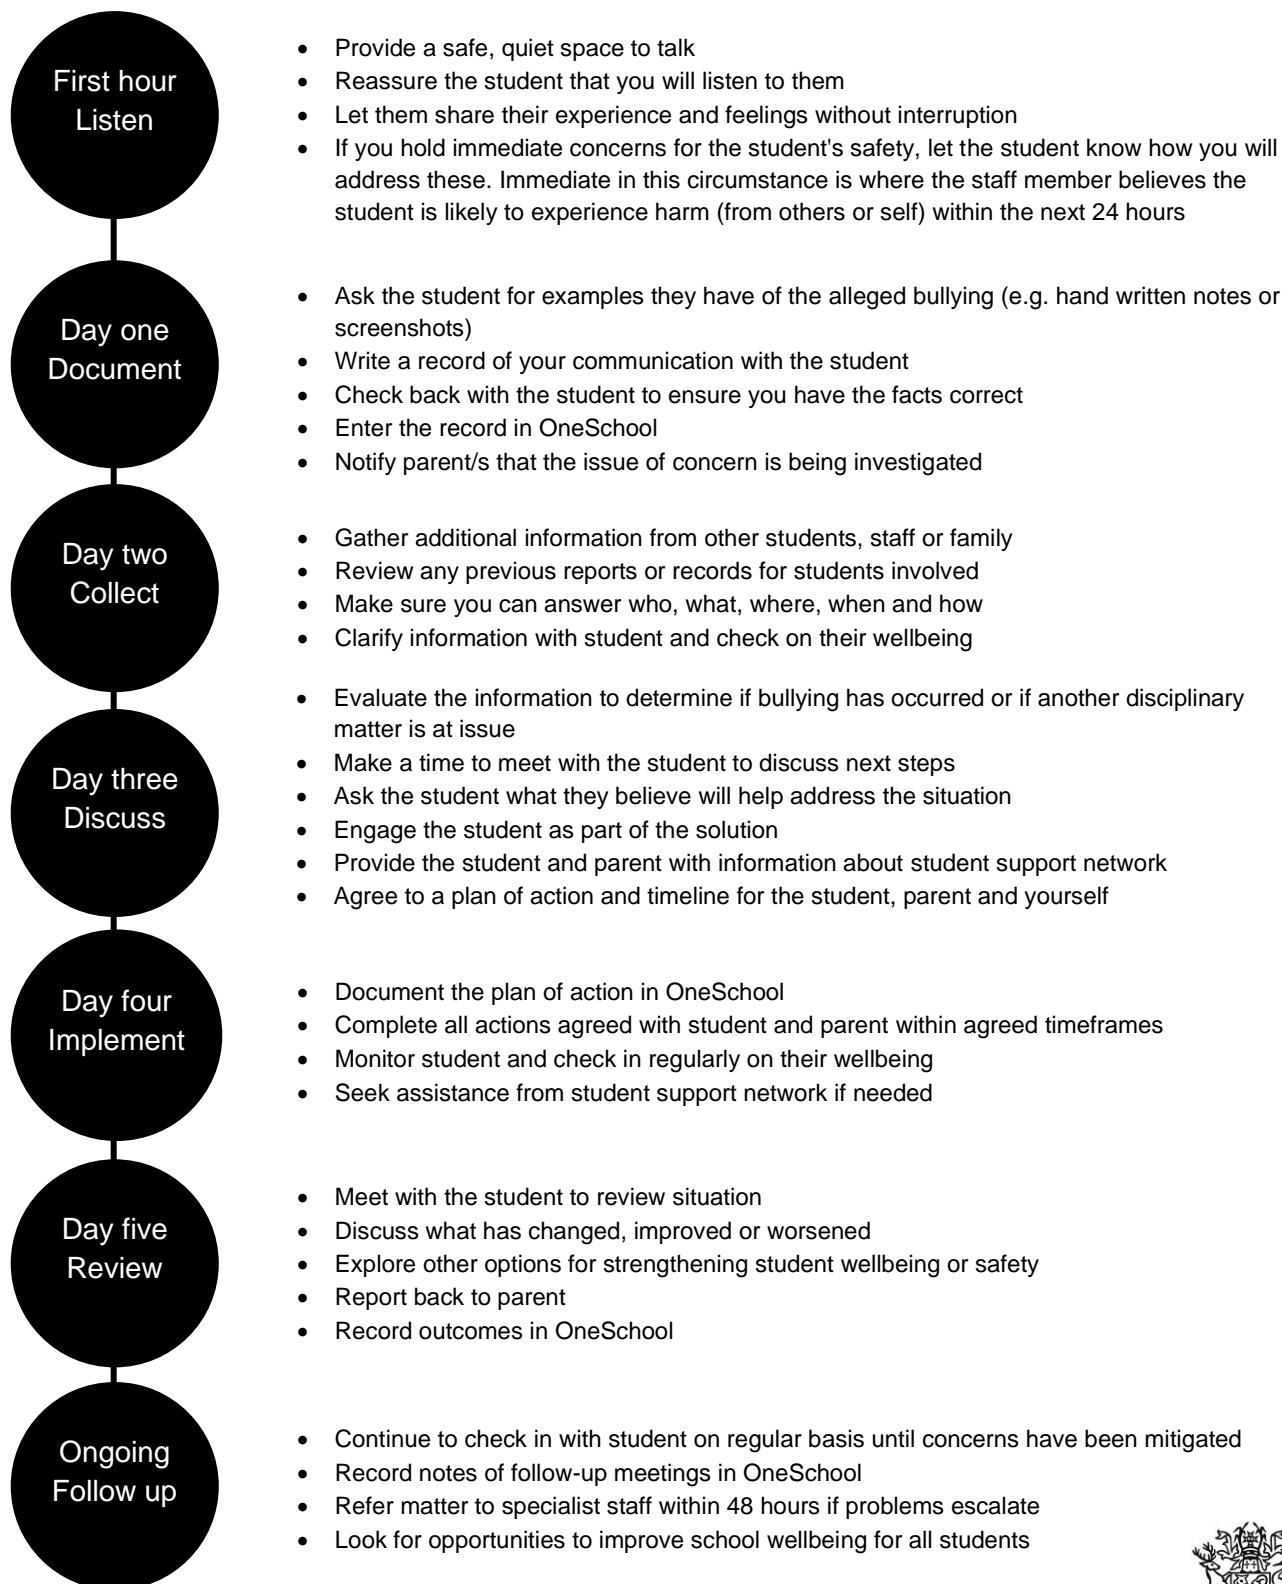 First hour
Listen
• Provide a safe, quiet space to talk
• Reassure the student that you will listen to them
• Let them share their experience and feelings without interruption
• If you hold immediate concerns for the student's safety, let the student know how you will
address these. Immediate in this circumstance is where the staff member believes the
student is likely to experience harm (from others or self) within the next 24 hours
Day one
Document
• Ask the student for examples they have of the alleged bullying (e.g. hand written notes or
screenshots)
• Write a record of your communication with the student
• Check back with the student to ensure you have the facts correct
• Enter the record in OneSchool
• Notify parent/s that the issue of concern is being investigated
Day two
Collect
• Gather additional information from other students, staff or family
• Review any previous reports or records for students involved
• Make sure you can answer who, what, where, when and how
• Clarify information with student and check on their wellbeing
Day three
Discuss
• Evaluate the information to determine if bullying has occurred or if another disciplinary
matter is at issue
• Make a time to meet with the student to discuss next steps
• Ask the student what they believe will help address the situation
• Engage the student as part of the solution
• Provide the student and parent with information about student support network
• Agree to a plan of action and timeline for the student, parent and yourself
Day four
Implement
• Document the plan of action in OneSchool
• Complete all actions agreed with student and parent within agreed timeframes
• Monitor student and check in regularly on their wellbeing
• Seek assistance from student support network if needed
Day five
Review
• Meet with the student to review situation
• Discuss what has changed, improved or worsened
• Explore other options for strengthening student wellbeing or safety
• Report back to parent
• Record outcomes in OneSchool
Ongoing
Follow up
• Continue to check in with student on regular basis until concerns have been mitigated
• Record notes of follow-up meetings in OneSchool
• Refer matter to specialist staff within 48 hours if problems escalate
• Look for opportunities to improve school wellbeing for all students